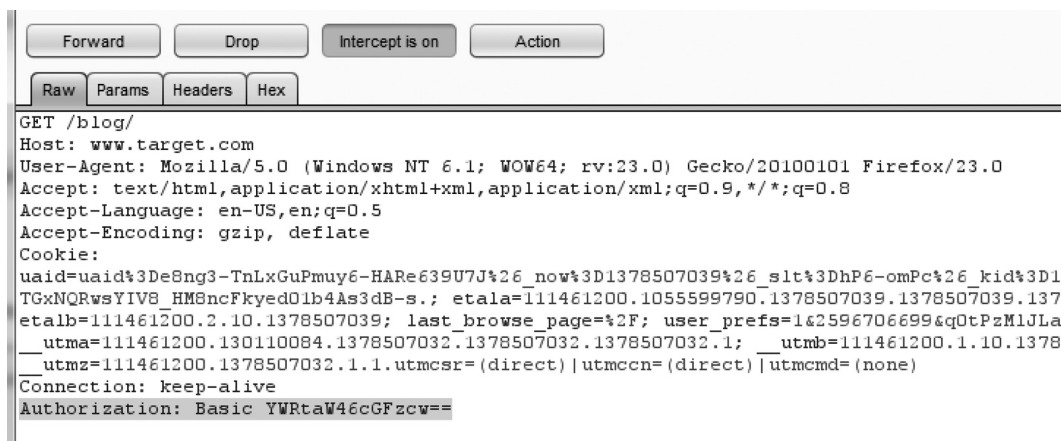 Forward Drop Intercept is on Action
Raw Params Headers Hex
GET /blog/
Host: www.target.com
User-Agent: Mozilla/5.0 (Windows NT 6.1; WOW64; rv:23.0) Gecko/20100101 Firefox/23.0
Accept: text/html,application/xhtml+xml,application/xml;q=0.9,*/*;q=0.8
Accept-Language: en-US,en;q=0.5
Accept-Encoding: gzip, deflate
Cookie:
uaid=uaid%3De8ng3-TnLxGuPmuy6-HARe639U7J%26_now%3D1378507039%26_slt%3DhP6-omPc%26_kid%3D1
TGxNQRwsYIV8_HM8ncFkyedO1b4As3dB-s.; etala=111461200.1055599790.1378507039.1378507039.137
etalb=111461200.2.10.1378507039; last_browse_page=%2F; user_prefs=1&2596706699&q0tPzM1JLa
__utma=111461200.130110084.1378507032.1378507032.1378507032.1; __utmb=111461200.1.10.1378
__utmz=111461200.1378507032.1.1.utmcsr=(direct)|utmccn=(direct)|utmcmd=(none)
Connection: keep-alive
Authorization: Basic YWRtaW46cGFzcw==